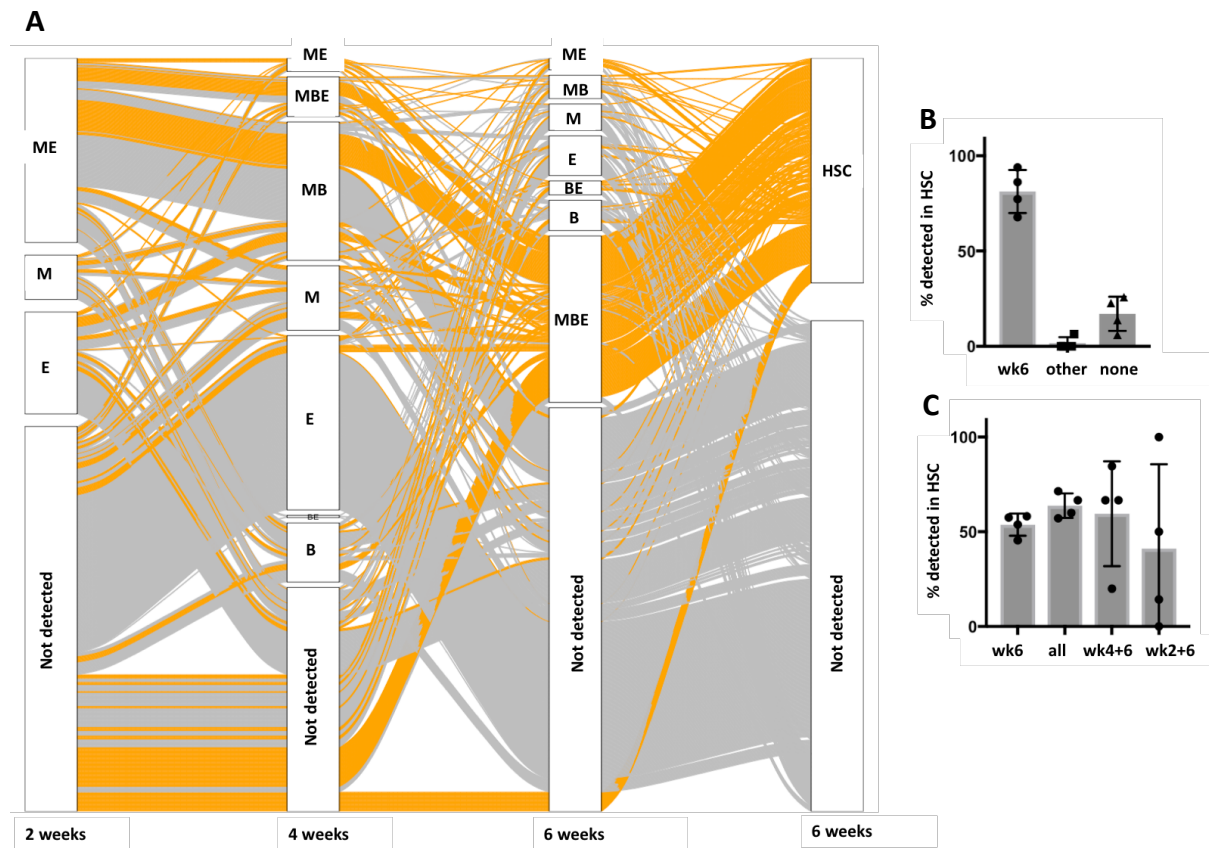 A
ME
M
E
Not detected
ME
MBE
MB
M
E
BE
B
Not detected
ME
MB
M
E
BE
B
MBE
Not detected
HSC
Not detected
2 weeks
4 weeks
6 weeks
6 weeks
B
% detected in HSC
100
50
0
wk6 other none
C
% detected in HSC
100
50
0
wk6 all wk4+6 wk2+6